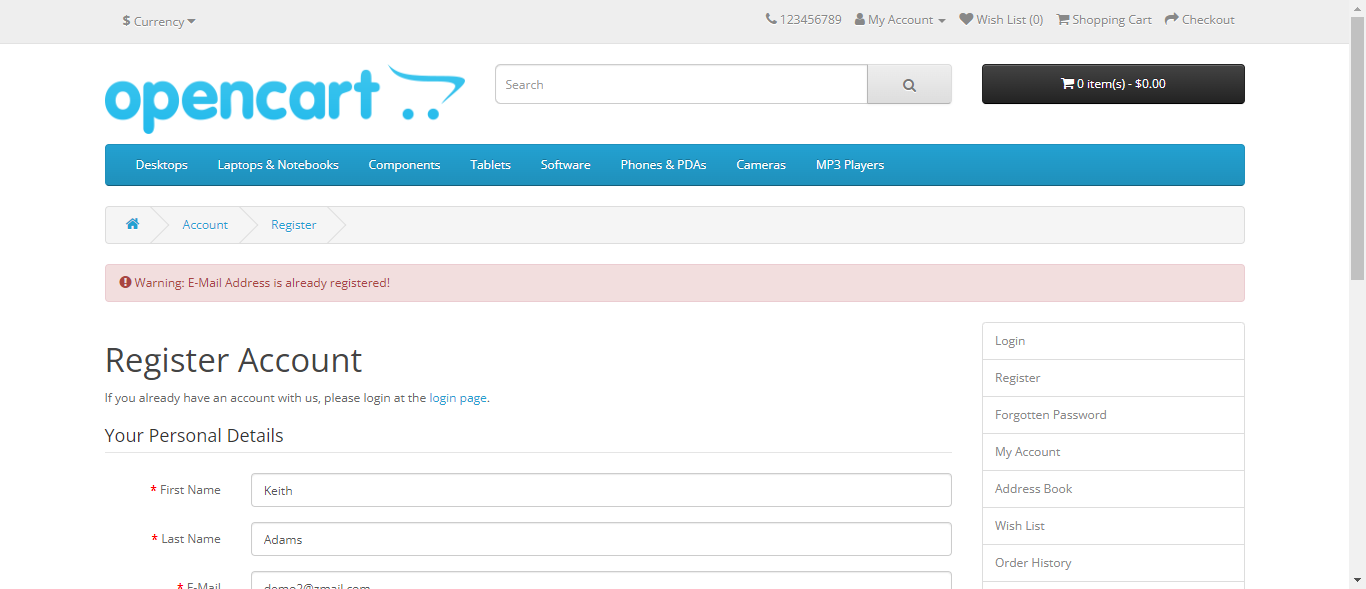 $ Currency
123456789 My Account Wish List (0) Shopping Cart Checkout
opencart
Search
0 item(s) - $0.00
Desktops Laptops & Notebooks Components Tablets Software Phones & PDAs Cameras MP3 Players
Account Register
Warning: E-Mail Address is already registered!
Register Account
If you already have an account with us, please login at the login page.
Your Personal Details
* First Name Keith
* Last Name Adams
* E-Mail demo2@zmail.com
Login
Register
Forgotten Password
My Account
Address Book
Wish List
Order History